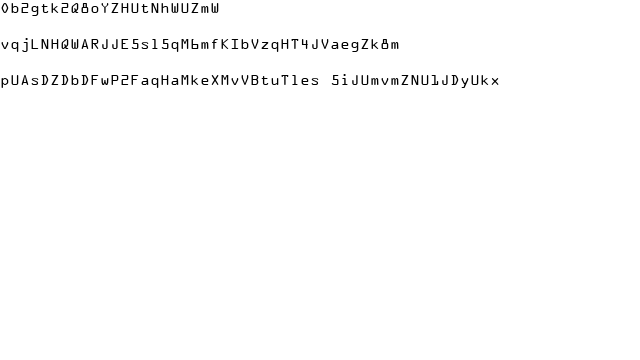 0b2gtk2Q8oYZHUtNhWUZmW
vqjLNHQWARJJE5sl5qM6mfKIbVzqHT4JVaegZk8m
pUAsDZDbDFwP2FaqHaMkeXMvVBtuTles 5iJUmvmZNU1JDyUkx